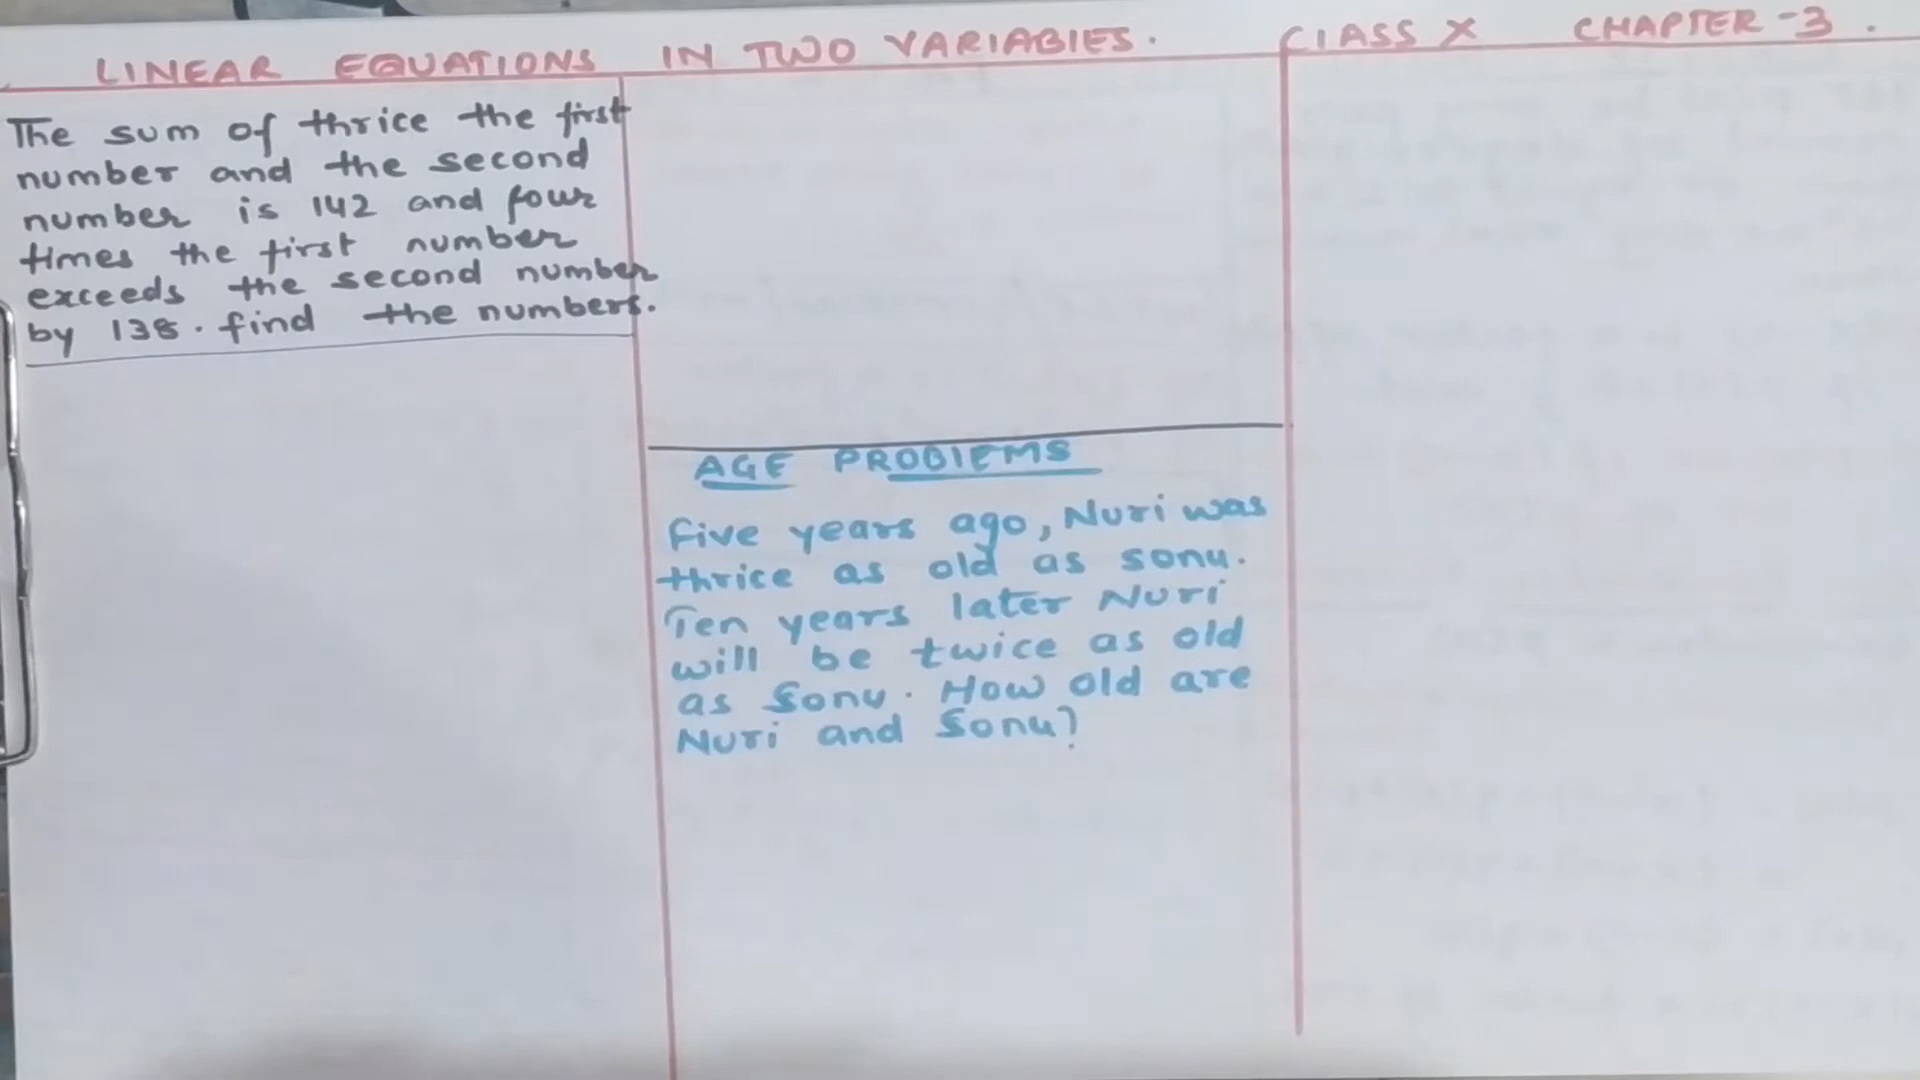 LINEAR EQUATIONS IN TWO VARIABLES. CLASS X CHAPTER-3.
The sum of thrice the first
number and the second
number is 142 and four
times the first number
exceeds the second number
by 138. find the numbers.
AGE PROBLEMS
five years ago, Nuri was
thrice as old as sonu.
Ten years later Nuri
will be twice as old
as Sonu. How old are
Nuri and Sonu?